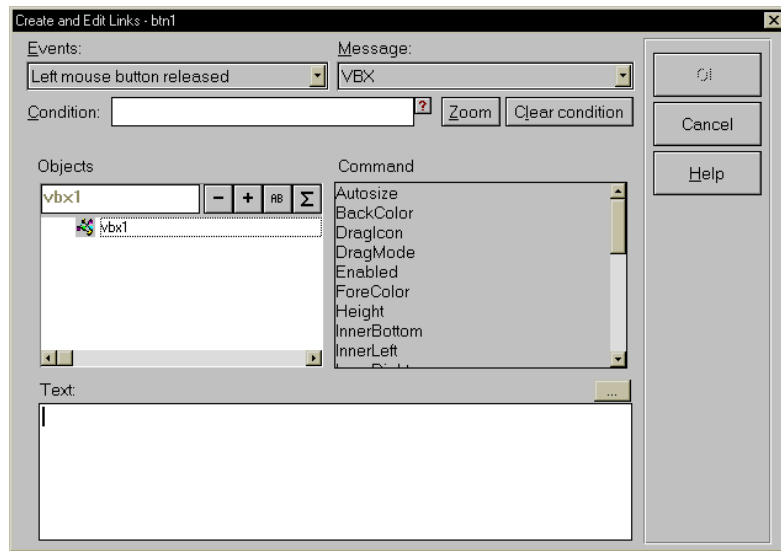 Create and Edit Links - btn1
Events:
Message:
Left mouse button released
VBX
Condition:
?
Zoom
Clear condition
Cancel
Help
Objects
Command
vbx1
− + AB Σ
vbx1
Autosize
BackColor
DragIcon
DragMode
Enabled
ForeColor
Height
InnerBottom
InnerLeft
Text:
...